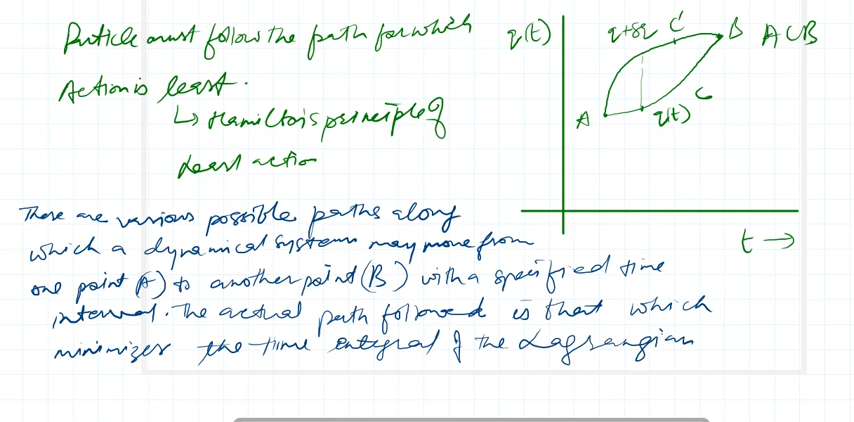 Particle must follow the path for which
Action is least.
↳ Hamilton's principle of
Least action
q(t)
q+δq
C'
B
ACB
A
q(t)
C
t →
There are various possible paths along
which a dynamical systems may move from
one point (A) to another point (B) with a specified time
interval. The actual path followed is that which
minimizes the time integral of the Lagrangian